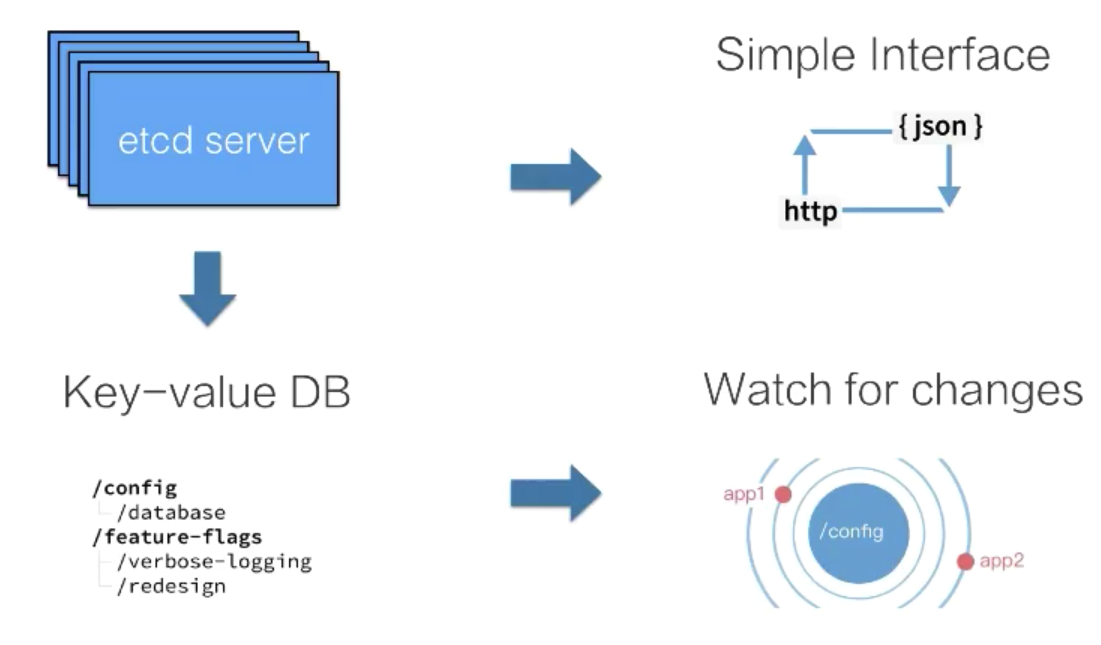 etcd server
Simple Interface
{ json }
http
Key-value DB
/config
/database
/feature-flags
/verbose-logging
/redesign
Watch for changes
app1
/config
app2